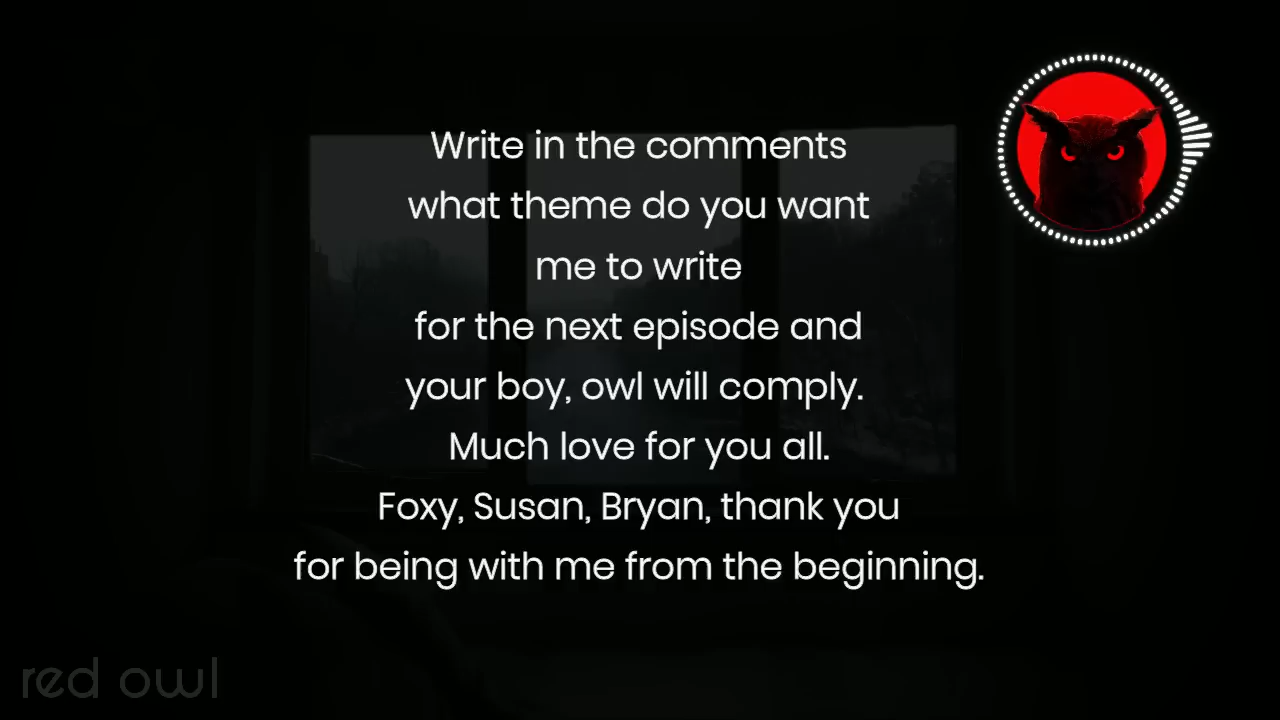 Write in the comments
what theme do you want
me to write
for the next episode and
your boy, owl will comply.
Much love for you all.
Foxy, Susan, Bryan, thank you
for being with me from the beginning.
red owl